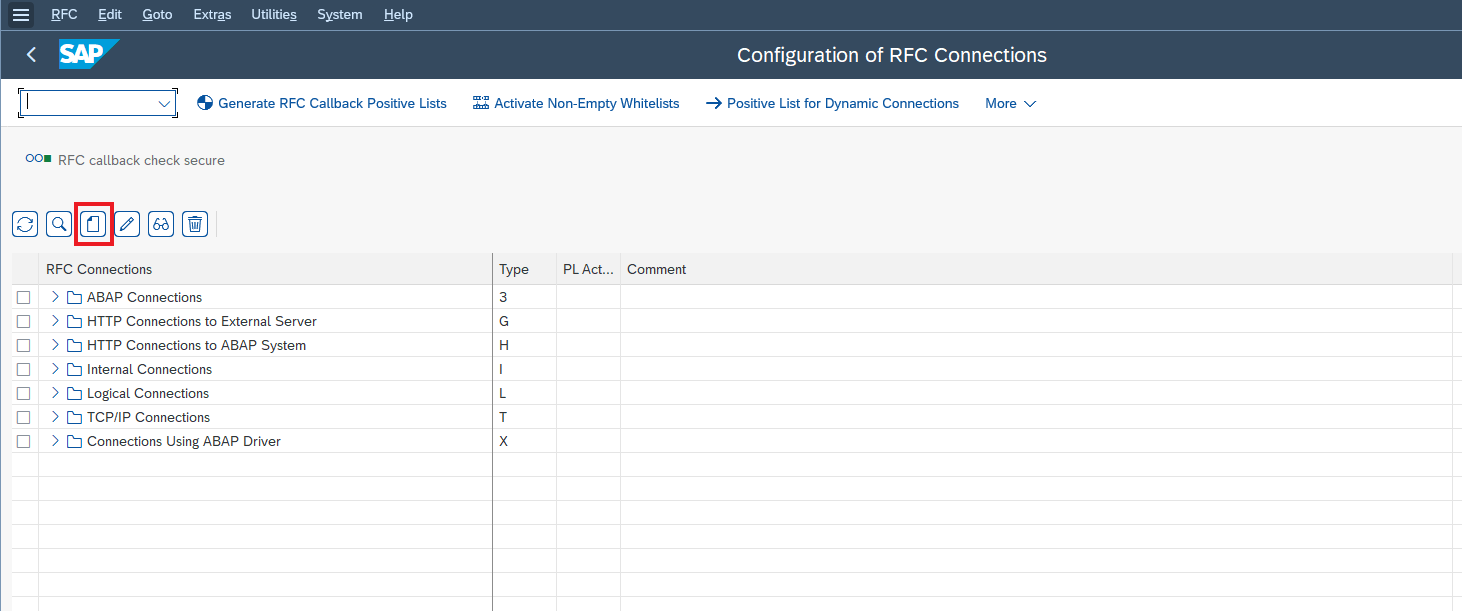 RFC Edit Goto Extras Utilities System Help
SAP Configuration of RFC Connections
Generate RFC Callback Positive Lists Activate Non-Empty Whitelists Positive List for Dynamic Connections More
RFC callback check secure
RFC Connections Type PL Act... Comment
ABAP Connections 3
HTTP Connections to External Server G
HTTP Connections to ABAP System H
Internal Connections I
Logical Connections L
TCP/IP Connections T
Connections Using ABAP Driver X